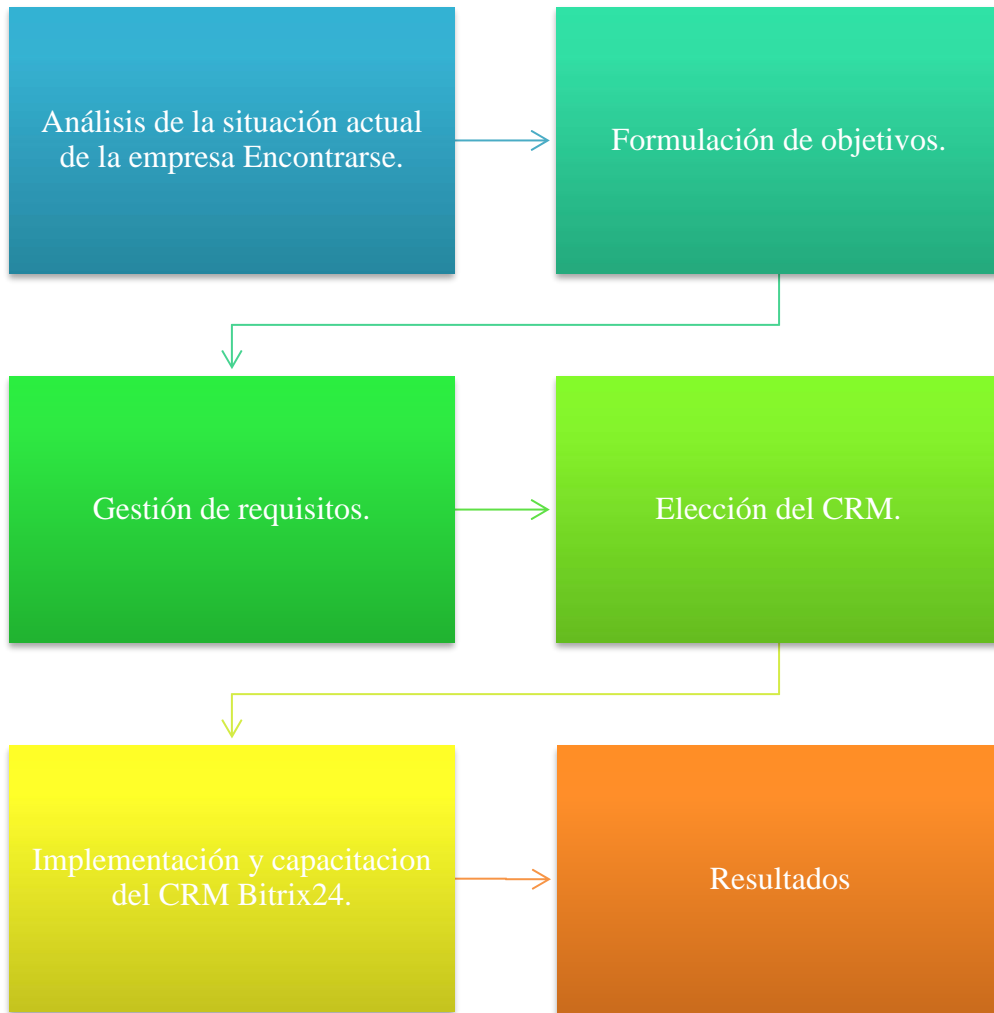 Análisis de la situación actual
de la empresa Encontrarse.
Formulación de objetivos.
Gestión de requisitos.
Elección del CRM.
Implementación y capacitacion
del CRM Bitrix24.
Resultados